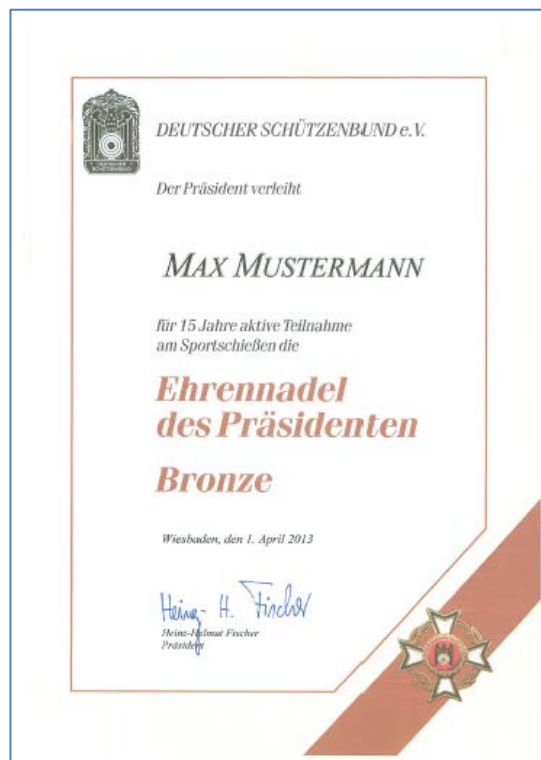 DEUTSCHER SCHÜTZENBUND e.V.
Der Präsident verleiht
MAX MUSTERMANN
für 15 Jahre aktive Teilnahme
am Sportschießen die
Ehrennadel
des Präsidenten
Bronze
Wiesbaden, den 1. April 2013
Heinz- H. Fischer
Heinz-Helmut Fischer
Präsident